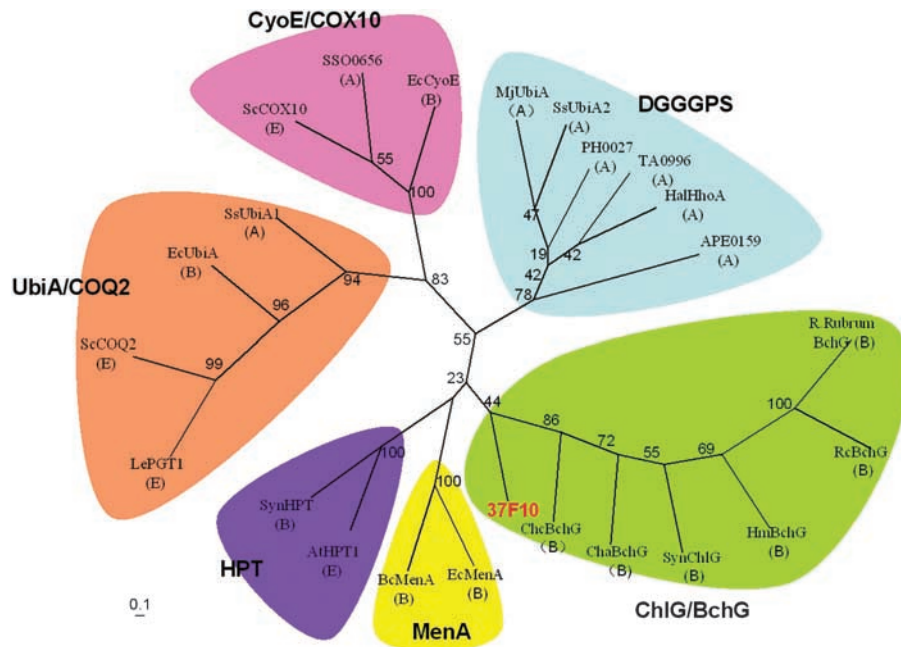 CyoE/COX10
SSO0656
(A)
EcCyoE
(B)
ScCOX10
(E)
55
100
DGGGPS
MjUbiA
(A)
SsUbiA2
(A)
PH0027
(A)
TA0996
(A)
HalHhoA
(A)
APE0159
(A)
47
19
42
42
78
UbiA/COQ2
SsUbiA1
(A)
EcUbiA
(B)
ScCOQ2
(E)
LePGT1
(E)
94
96
99
83
55
23
44
R.Rubrum
BchG (B)
RcBchG
(B)
HmBchG
(B)
SynChlG
(B)
ChaBchG
(B)
ChcBchG
(B)
37F10
86
72
55
69
100
ChlG/BchG
HPT
SynHPT
(B)
AtHPT1
(E)
100
MenA
BcMenA
(B)
EcMenA
(B)
100
0.1